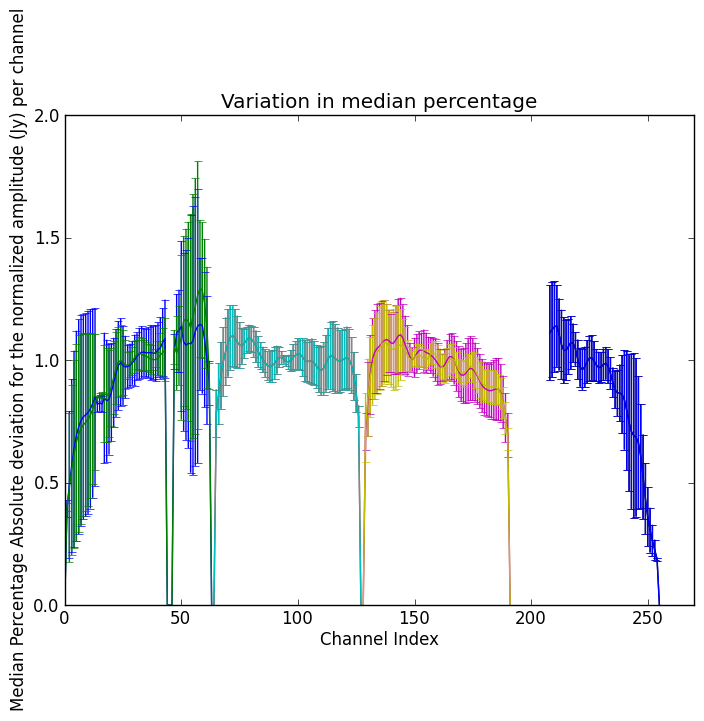 Variation in median percentage
Median Percentage Absolute deviation for the normalized amplitude (Jy) per channel
2.0
1.5
1.0
0.5
0.0
0 50 100 150 200 250
Channel Index